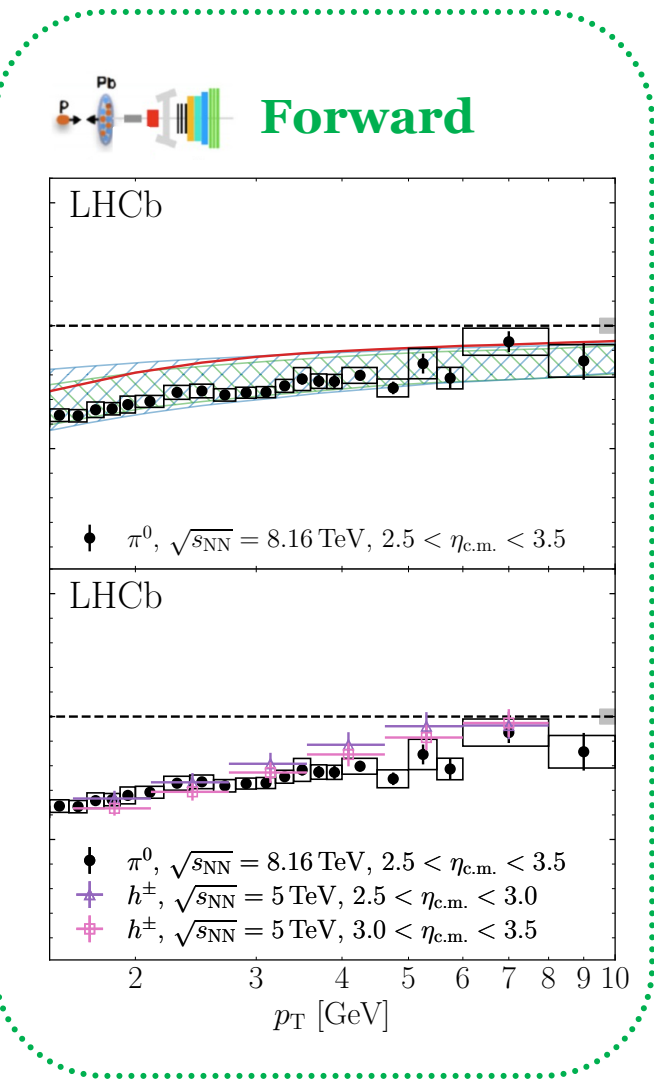 Pb
P
Forward
LHCb
π⁰, √s_NN = 8.16 TeV, 2.5 < η_c.m. < 3.5
LHCb
π⁰, √s_NN = 8.16 TeV, 2.5 < η_c.m. < 3.5
h±, √s_NN = 5 TeV, 2.5 < η_c.m. < 3.0
h±, √s_NN = 5 TeV, 3.0 < η_c.m. < 3.5
2 3 4 5 6 7 8 9 10
p_T [GeV]